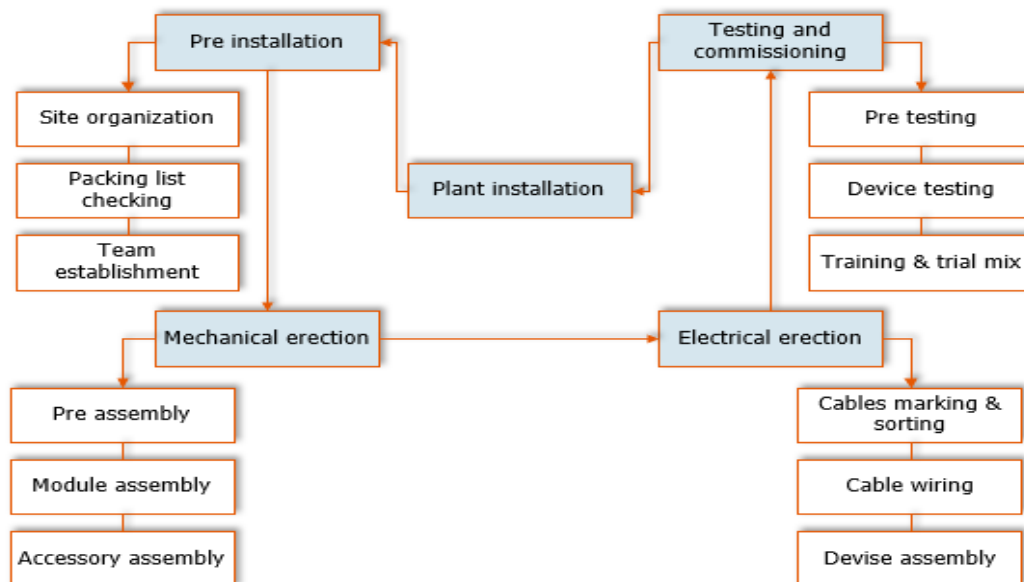 Pre installation
Testing and
commissioning
Site organization
Pre testing
Packing list
checking
Plant installation
Device testing
Team
establishment
Training & trial mix
Mechanical erection
Electrical erection
Pre assembly
Cables marking &
sorting
Module assembly
Cable wiring
Accessory assembly
Devise assembly